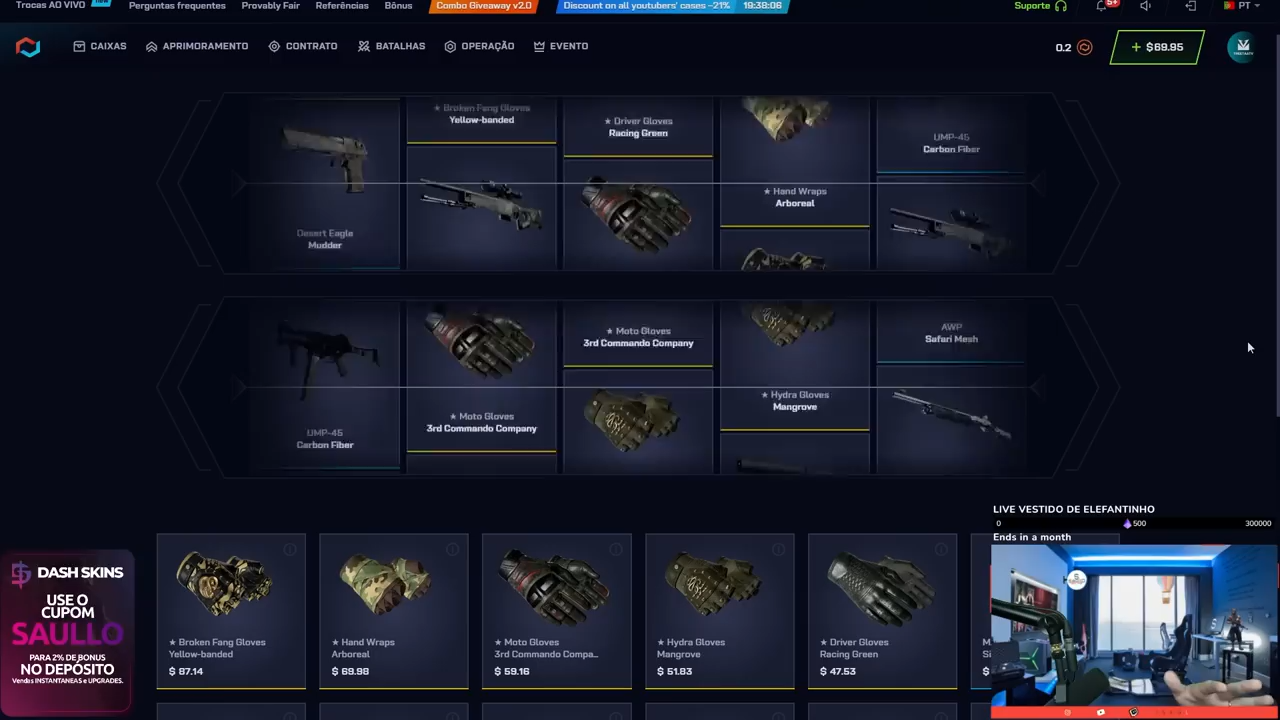 Trocas AO VIVO new
Perguntas frequentes
Provably Fair
Referências
Bônus
Combo Giveaway v2.0
Discount on all youtubers' cases -21% 19:38:06
Suporte
5+
PT
CAIXAS
APRIMORAMENTO
CONTRATO
BATALHAS
OPERAÇÃO
EVENTO
0.2
+ $69.95
Desert Eagle
Mudder
★ Broken Fang Gloves
Yellow-banded
★ Driver Gloves
Racing Green
★ Hand Wraps
Arboreal
UMP-45
Carbon Fiber
UMP-45
Carbon Fiber
★ Moto Gloves
3rd Commando Company
★ Moto Gloves
3rd Commando Company
★ Hydra Gloves
Mangrove
AWP
Safari Mesh
★ Broken Fang Gloves
Yellow-banded
$ 87.14
★ Hand Wraps
Arboreal
$ 69.98
★ Moto Gloves
3rd Commando Compa...
$ 59.16
★ Hydra Gloves
Mangrove
$ 51.83
★ Driver Gloves
Racing Green
$ 47.53
DASH SKINS
USE O
CUPOM
SAULLO
PARA 2% DE BONUS
NO DEPÓSITO
Vendas INSTANTANEAS e UPGRADES.
LIVE VESTIDO DE ELEFANTINHO
0 500 300000
Ends in a month